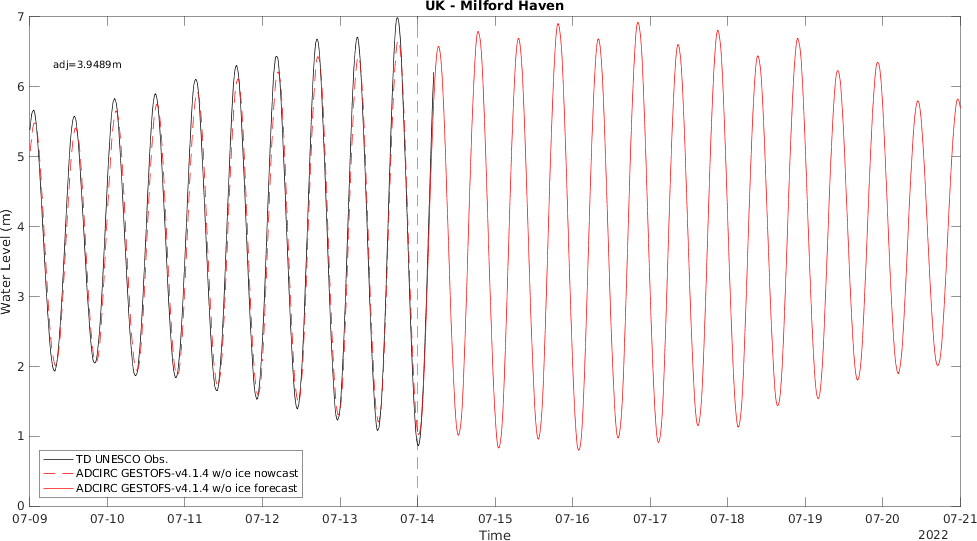 UK - Milford Haven
adj=3.9489m
Water Level (m)
7
6
5
4
3
2
1
0
TD UNESCO Obs.
ADCIRC GESTOFS-v4.1.4 w/o ice nowcast
ADCIRC GESTOFS-v4.1.4 w/o ice forecast
07-09 07-10 07-11 07-12 07-13 07-14 07-15 07-16 07-17 07-18 07-19 07-20 07-21
Time
2022